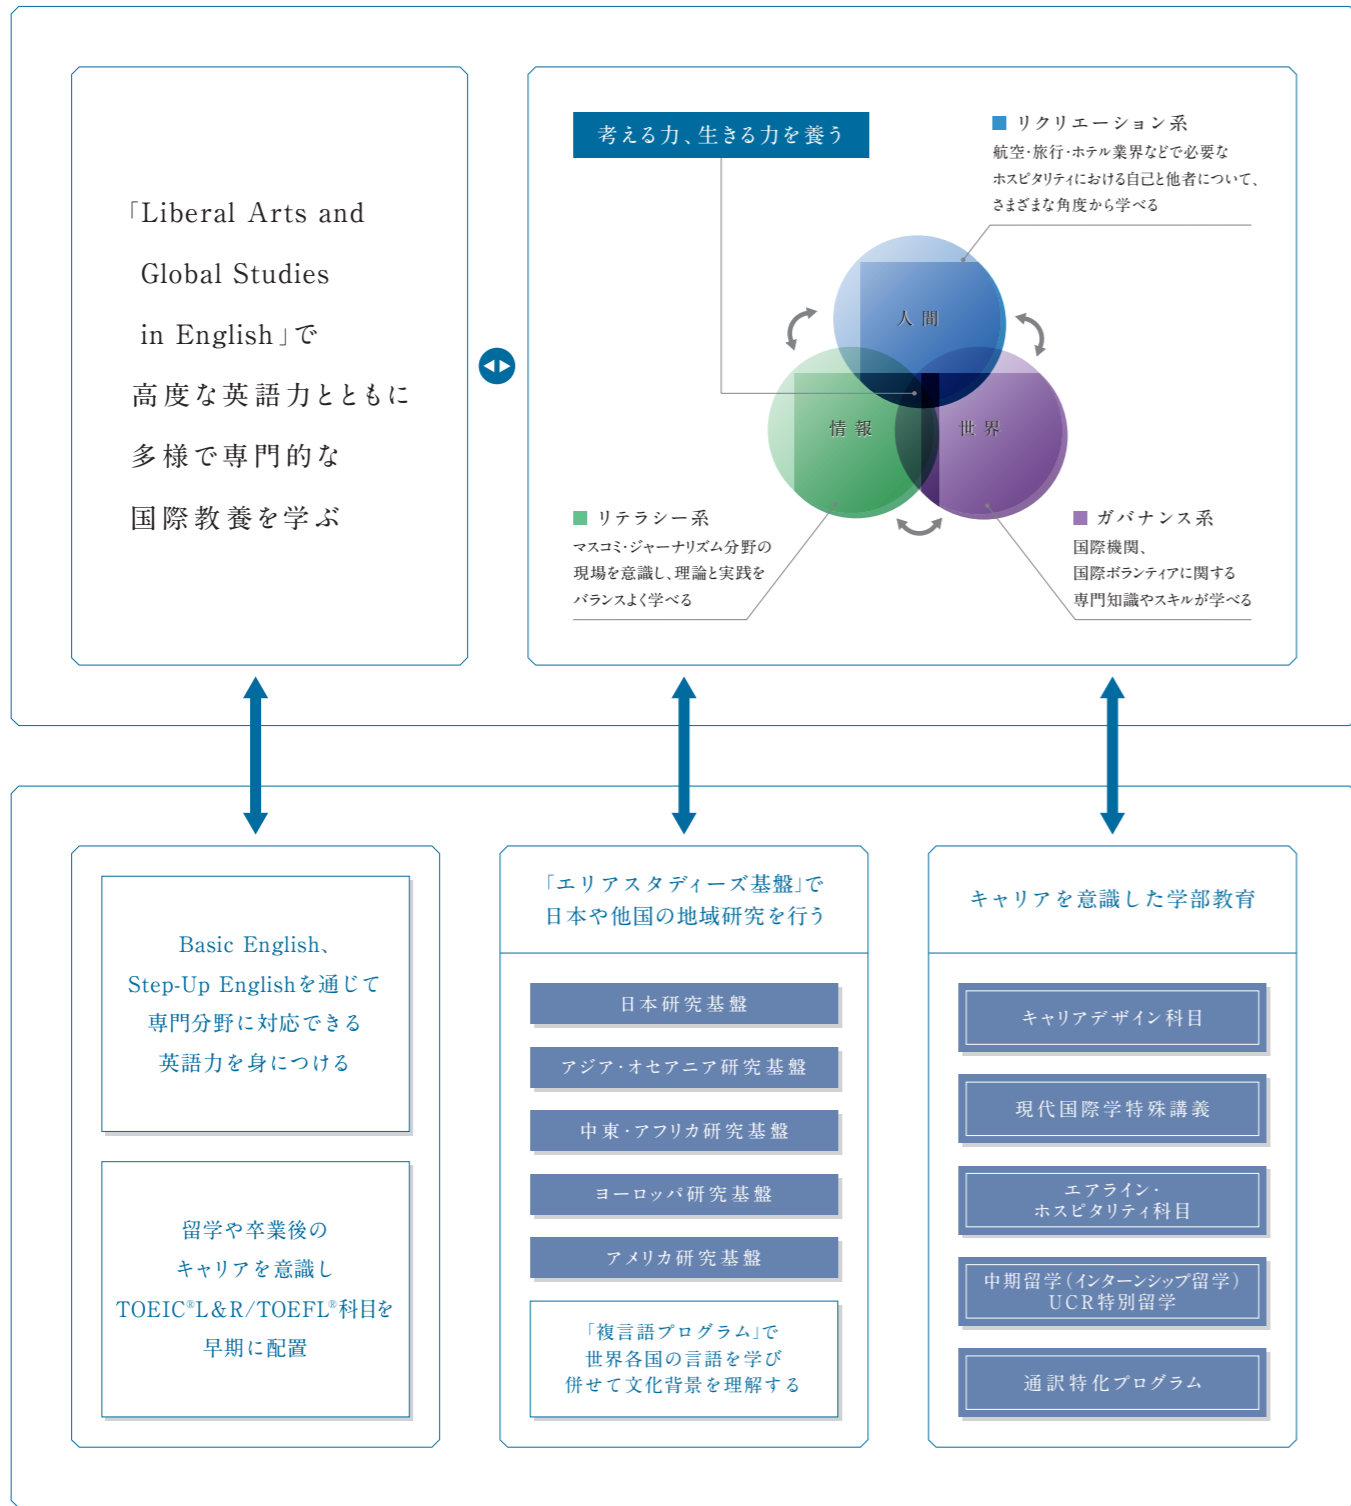 「Liberal Arts and
Global Studies
in English」で
高度な英語力とともに
多様で専門的な
国際教養を学ぶ
考える力、生きる力を養う
リクリエーション系
航空・旅行・ホテル業界などで必要な
ホスピタリティにおける自己と他者について、
さまざまな角度から学べる
人間
情報
世界
リテラシー系
マスコミ・ジャーナリズム分野の
現場を意識し、理論と実践を
バランスよく学べる
ガバナンス系
国際機関、
国際ボランティアに関する
専門知識やスキルが学べる
Basic English、
Step-Up Englishを通じて
専門分野に対応できる
英語力を身につける
留学や卒業後の
キャリアを意識し
TOEIC®L&R/TOEFL®科目を
早期に配置
「エリアスタディーズ基盤」で
日本や他国の地域研究を行う
日本研究基盤
アジア・オセアニア研究基盤
中東・アフリカ研究基盤
ヨーロッパ研究基盤
アメリカ研究基盤
「複言語プログラム」で
世界各国の言語を学び
併せて文化背景を理解する
キャリアを意識した学部教育
キャリアデザイン科目
現代国際学特殊講義
エアライン・
ホスピタリティ科目
中期留学（インターンシップ留学）
UCR特別留学
通訳特化プログラム